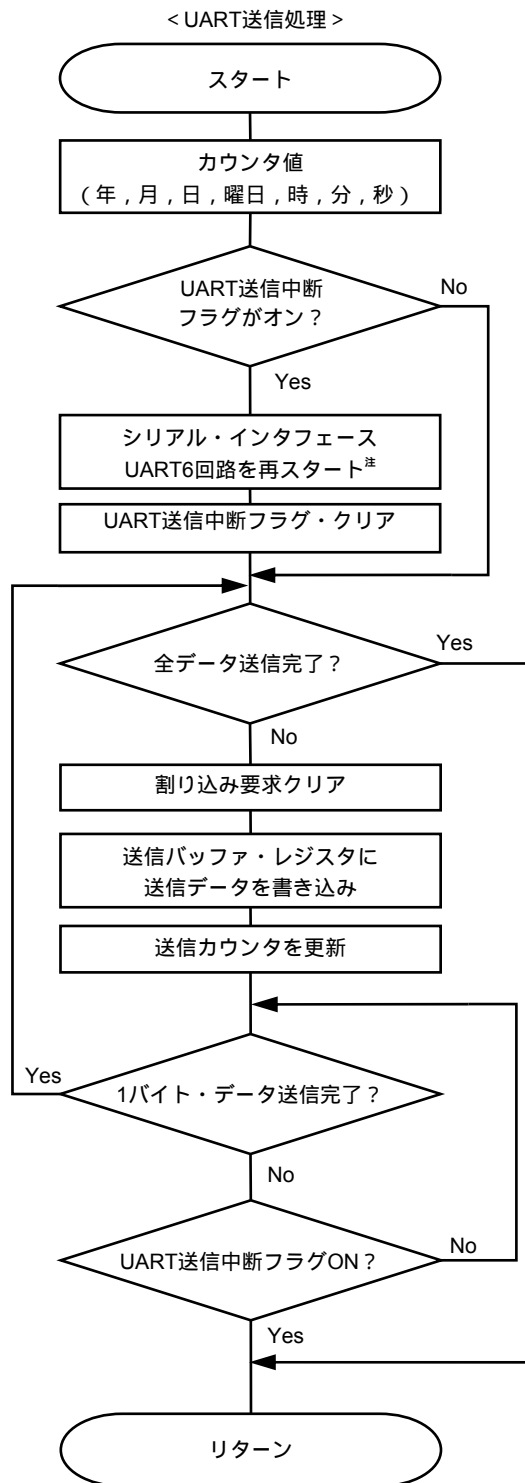 ＜UART送信処理＞
スタート
カウンタ値
（年，月，日，曜日，時，分，秒）
UART送信中断
フラグがオン？
No
Yes
シリアル・インタフェース
UART6回路を再スタート注
UART送信中断フラグ・クリア
全データ送信完了？
Yes
No
割り込み要求クリア
送信バッファ・レジスタに
送信データを書き込み
送信カウンタを更新
Yes
1バイト・データ送信完了？
No
UART送信中断フラグON？
No
Yes
リターン